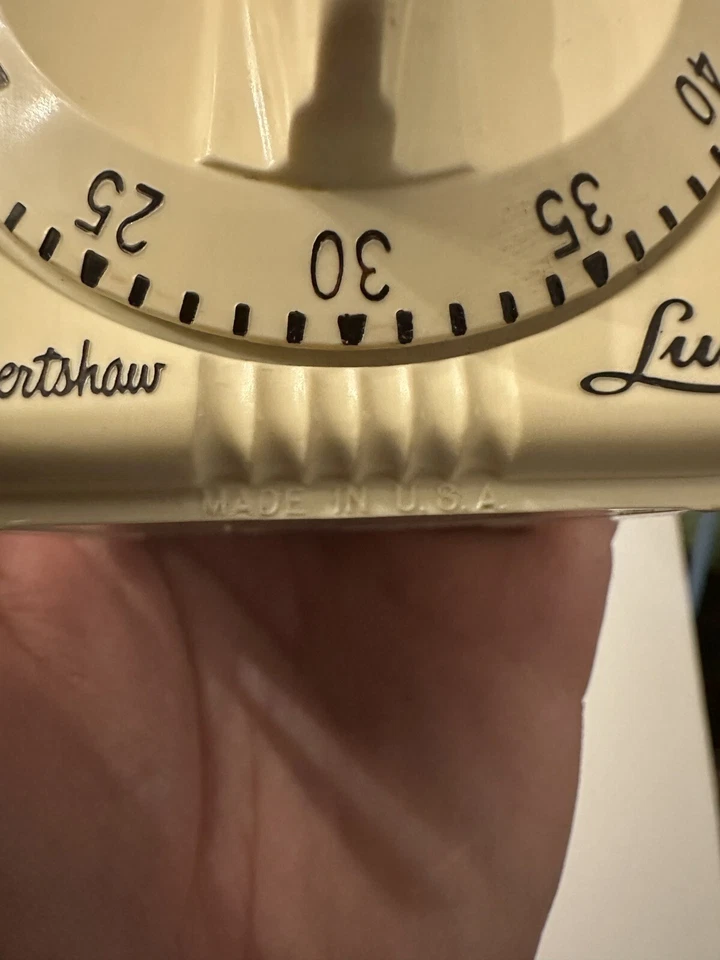 25 30 35 40
ertshaw Lu
MADE IN U.S.A.